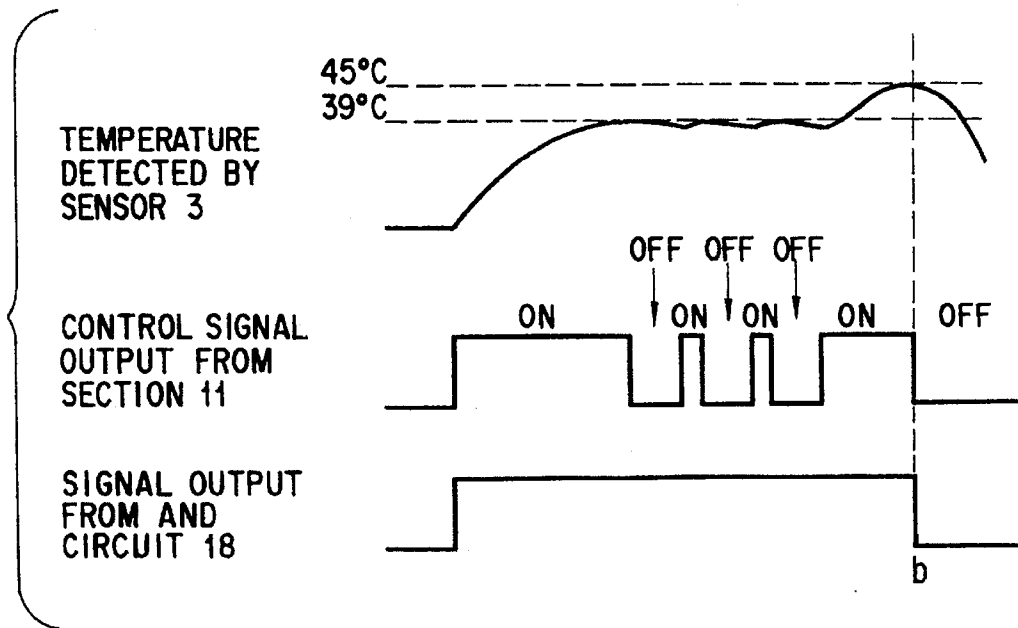 45°C
39°C
TEMPERATURE
DETECTED BY
SENSOR 3
OFF OFF OFF
CONTROL SIGNAL
OUTPUT FROM
SECTION 11
ON ON ON ON OFF
SIGNAL OUTPUT
FROM AND
CIRCUIT 18
b